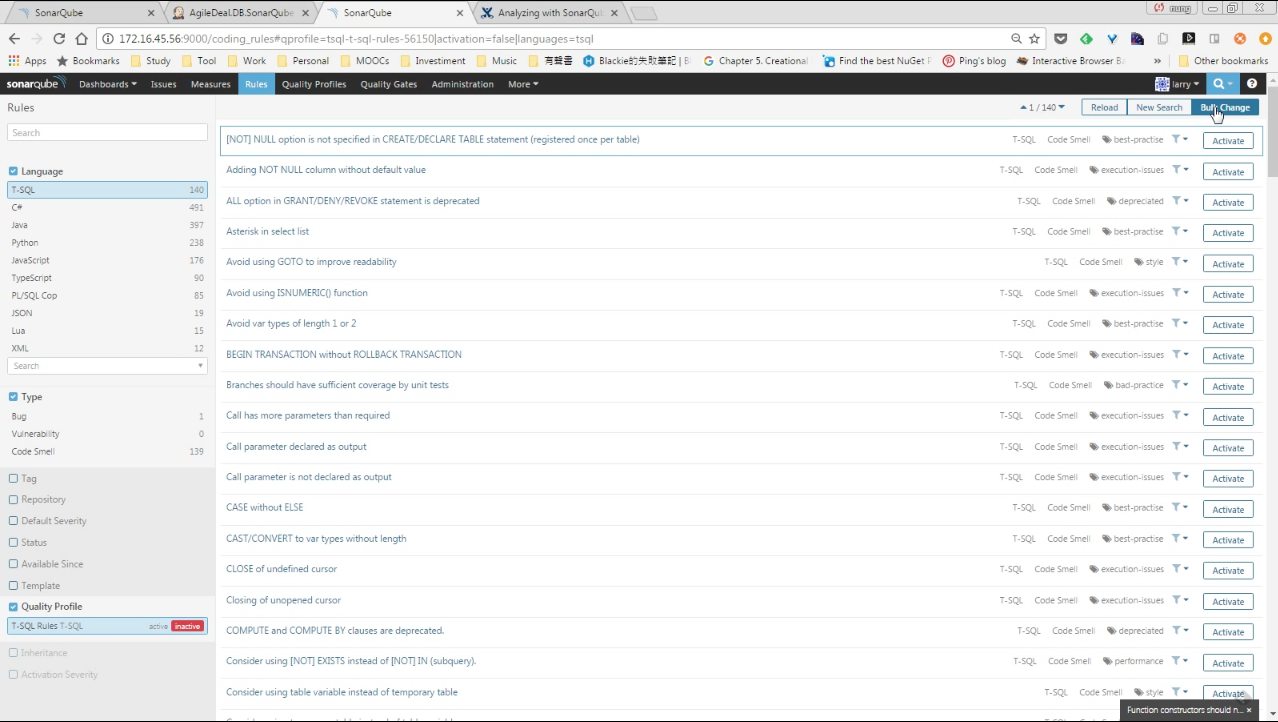 SonarQube × AgileDeal.DB.SonarQube × SonarQube × Analyzing with SonarQub ×
172.16.45.56:9000/coding_rules#qprofile=tsql-t-sql-rules-56150|activation=false|languages=tsql
Apps Bookmarks Study Tool Work Personal MOOCs Investment Music 有聲書 Blackie的失敗筆記 | B Chapter 5. Creational Find the best NuGet P Ping's blog Interactive Browser Ba » Other bookmarks
sonarqube Dashboards Issues Measures Rules Quality Profiles Quality Gates Administration More larry
Rules 1 / 140 Reload New Search Bulk Change
Search
Language
T-SQL 140
C# 491
Java 397
Python 238
JavaScript 176
TypeScript 90
PL/SQL Cop 85
JSON 19
Lua 15
XML 12
Search
Type
Bug 1
Vulnerability 0
Code Smell 139
Tag
Repository
Default Severity
Status
Available Since
Template
Quality Profile
T-SQL Rules T-SQL active inactive
Inheritance
Activation Severity
[NOT] NULL option is not specified in CREATE/DECLARE TABLE statement (registered once per table) T-SQL Code Smell best-practise Activate
Adding NOT NULL column without default value T-SQL Code Smell execution-issues Activate
ALL option in GRANT/DENY/REVOKE statement is deprecated T-SQL Code Smell depreciated Activate
Asterisk in select list T-SQL Code Smell best-practise Activate
Avoid using GOTO to improve readability T-SQL Code Smell style Activate
Avoid using ISNUMERIC() function T-SQL Code Smell execution-issues Activate
Avoid var types of length 1 or 2 T-SQL Code Smell best-practise Activate
BEGIN TRANSACTION without ROLLBACK TRANSACTION T-SQL Code Smell execution-issues Activate
Branches should have sufficient coverage by unit tests T-SQL Code Smell bad-practice Activate
Call has more parameters than required T-SQL Code Smell execution-issues Activate
Call parameter declared as output T-SQL Code Smell execution-issues Activate
Call parameter is not declared as output T-SQL Code Smell execution-issues Activate
CASE without ELSE T-SQL Code Smell best-practise Activate
CAST/CONVERT to var types without length T-SQL Code Smell best-practise Activate
CLOSE of undefined cursor T-SQL Code Smell execution-issues Activate
Closing of unopened cursor T-SQL Code Smell execution-issues Activate
COMPUTE and COMPUTE BY clauses are deprecated. T-SQL Code Smell depreciated Activate
Consider using [NOT] EXISTS instead of [NOT] IN (subquery). T-SQL Code Smell performance Activate
Consider using table variable instead of temporary table T-SQL Code Smell style Activate
Function constructors should n... ×